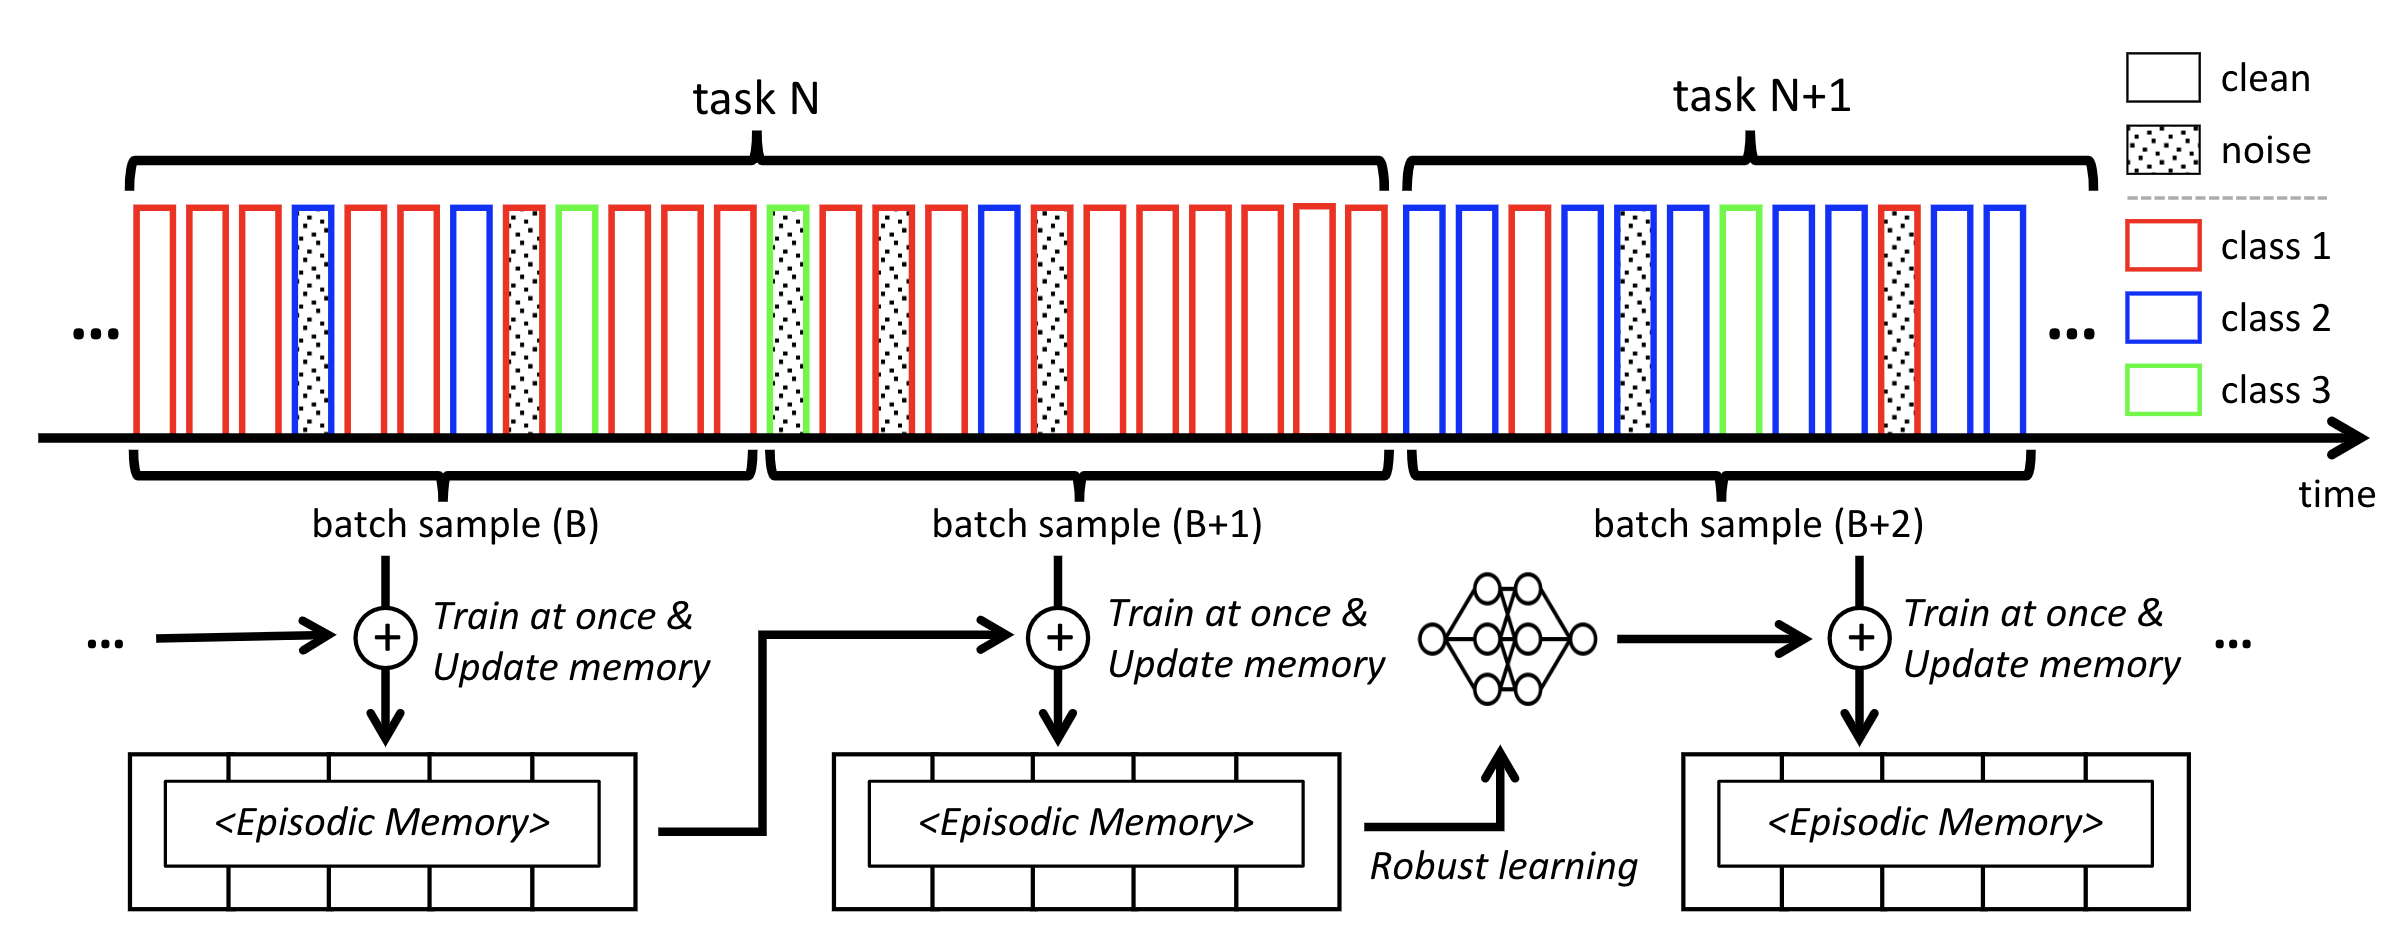 task N
task N+1
clean
noise
class 1
class 2
class 3
...
...
time
batch sample (B)
batch sample (B+1)
batch sample (B+2)
...
+
Train at once &
Update memory
+
Train at once &
Update memory
+
Train at once &
Update memory
...
<Episodic Memory>
<Episodic Memory>
Robust learning
<Episodic Memory>